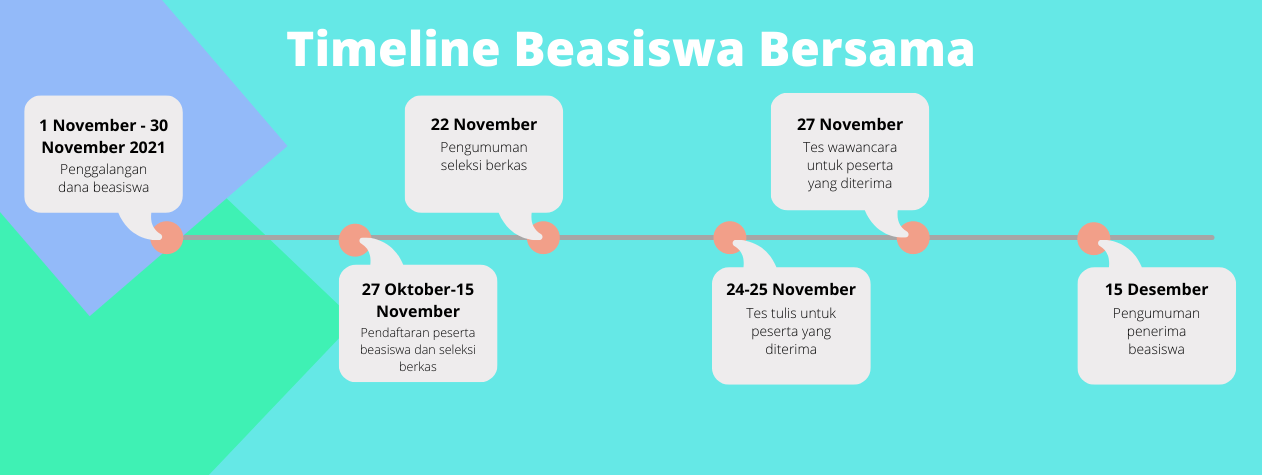 Timeline Beasiswa Bersama
1 November - 30
November 2021
Penggalangan
dana beasiswa
27 Oktober-15
November
Pendaftaran peserta
beasiswa dan seleksi
berkas
22 November
Pengumuman
seleksi berkas
24-25 November
Tes tulis untuk
peserta yang
diterima
27 November
Tes wawancara
untuk peserta
yang diterima
15 Desember
Pengumuman
penerima
beasiswa